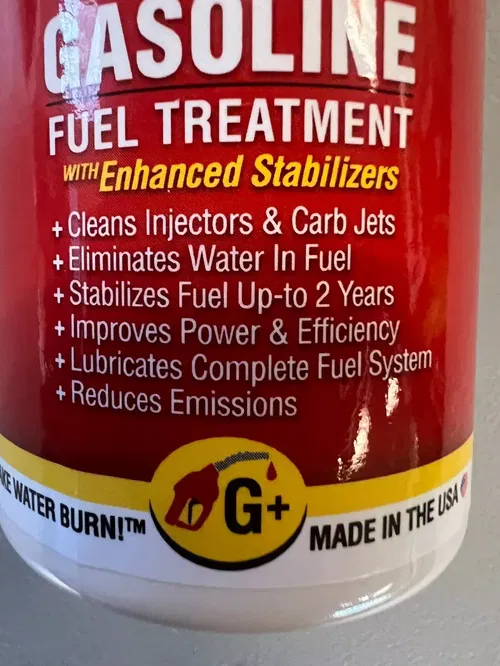 GASOLINE
FUEL TREATMENT
WITH Enhanced Stabilizers
+ Cleans Injectors & Carb Jets
+ Eliminates Water In Fuel
+ Stabilizes Fuel Up-to 2 Years
+ Improves Power & Efficiency
+ Lubricates Complete Fuel System
+ Reduces Emissions
WATER BURN!™
G+
MADE IN THE USA